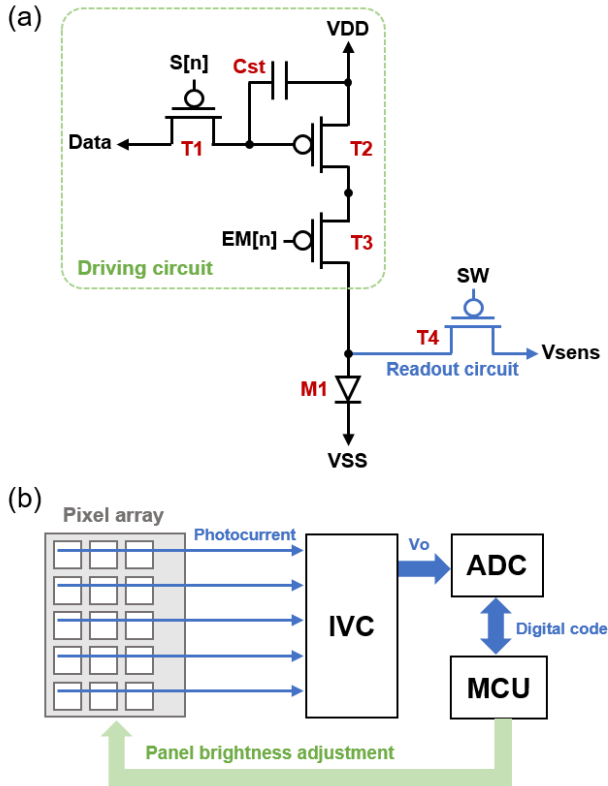 (a)
VDD
S[n]
Cst
Data
T1
T2
EM[n]
T3
Driving circuit
SW
T4
Vsens
Readout circuit
M1
VSS
(b)
Pixel array
Photocurrent
Vo
ADC
IVC
Digital code
MCU
Panel brightness adjustment